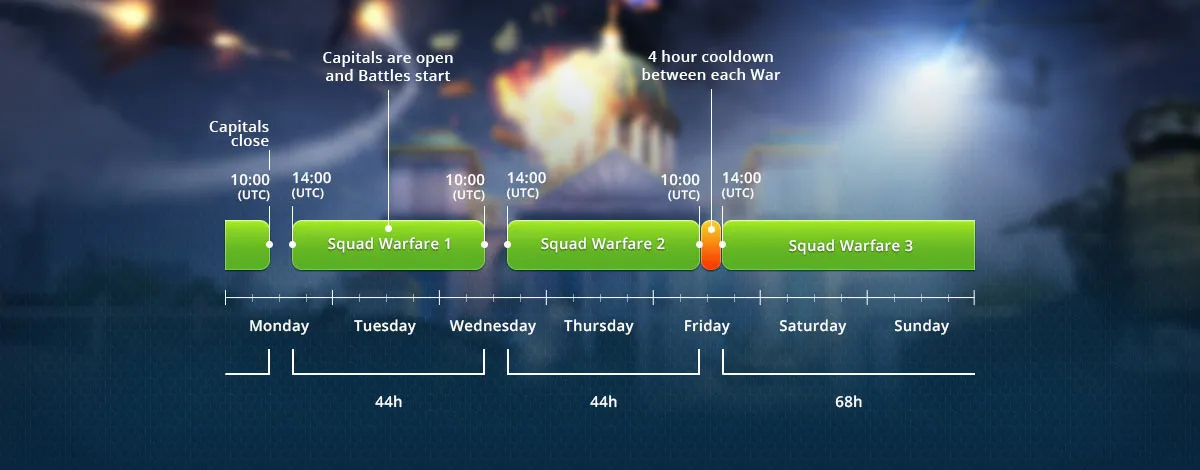 Capitals are open
and Battles start
4 hour cooldown
between each War
Capitals
close
10:00
(UTC)
14:00
(UTC)
10:00
(UTC)
14:00
(UTC)
10:00
(UTC)
14:00
(UTC)
Squad Warfare 1
Squad Warfare 2
Squad Warfare 3
Monday
Tuesday
Wednesday
Thursday
Friday
Saturday
Sunday
44h
44h
68h